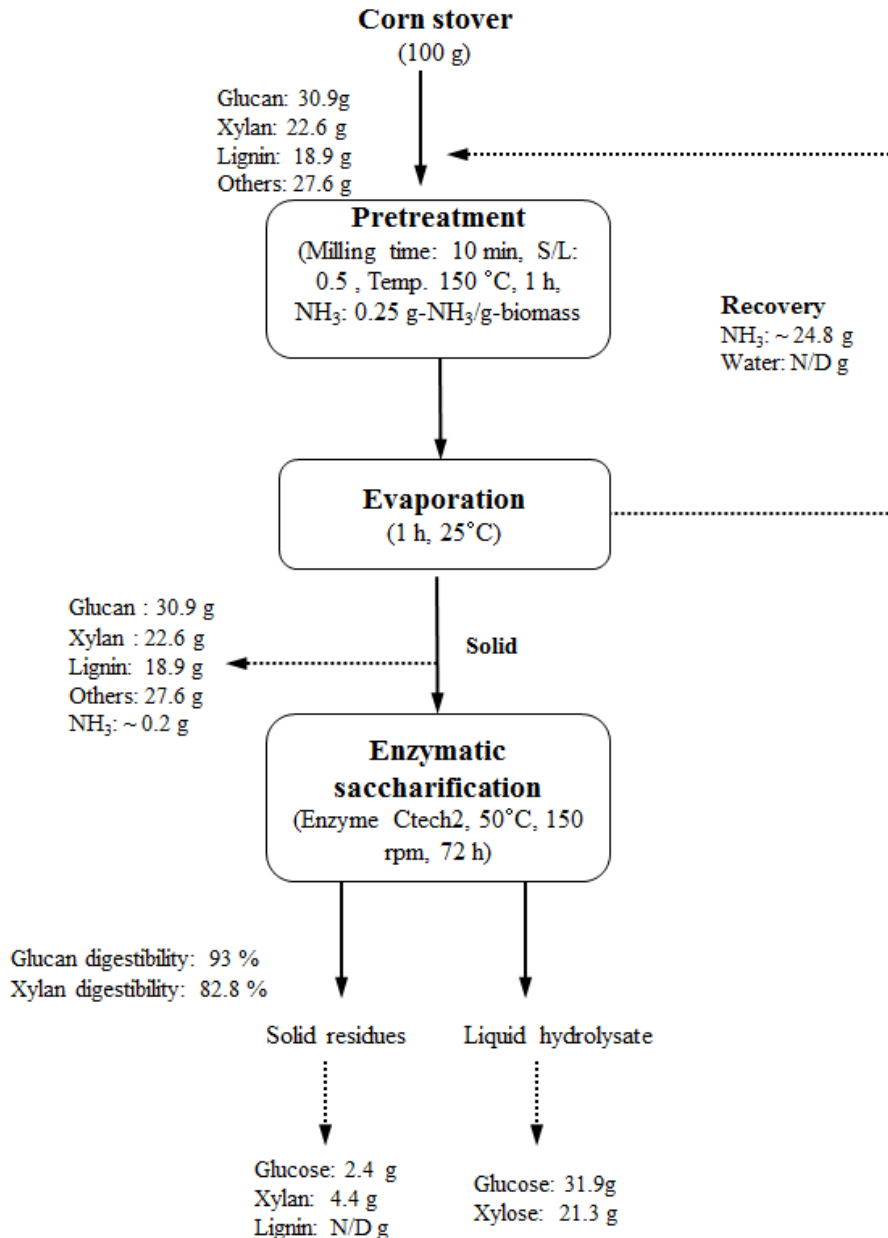 Corn stover
(100 g)
Glucan: 30.9g
Xylan: 22.6 g
Lignin: 18.9 g
Others: 27.6 g
Pretreatment
(Milling time: 10 min, S/L:
0.5 , Temp. 150 °C, 1 h,
NH₃: 0.25 g-NH₃/g-biomass
Recovery
NH₃: ~ 24.8 g
Water: N/D g
Evaporation
(1 h, 25°C)
Glucan : 30.9 g
Xylan : 22.6 g
Lignin: 18.9 g
Others: 27.6 g
NH₃: ~ 0.2 g
Solid
Enzymatic
saccharification
(Enzyme Ctech2, 50°C, 150
rpm, 72 h)
Glucan digestibility: 93 %
Xylan digestibility: 82.8 %
Solid residues
Liquid hydrolysate
Glucose: 2.4 g
Xylan: 4.4 g
Lignin: N/D g
Glucose: 31.9g
Xylose: 21.3 g